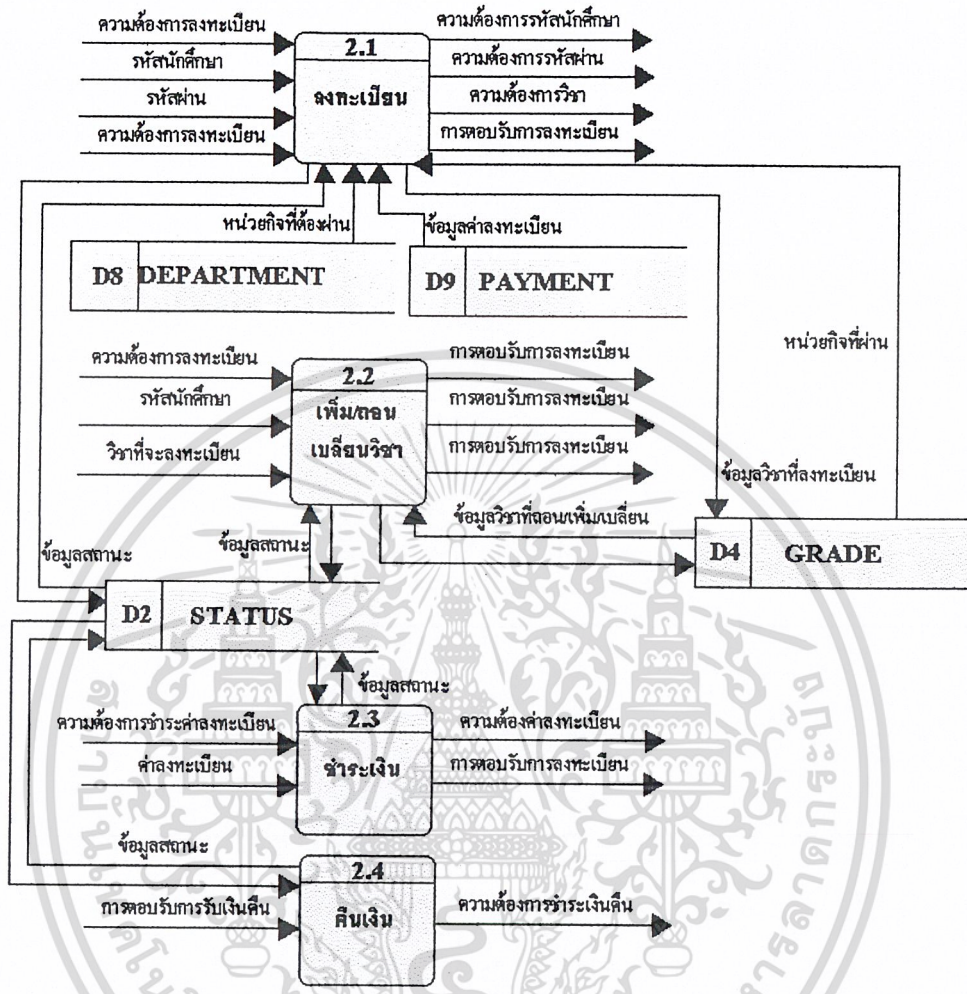 ความต้องการลงทะเบียน
รหัสนักศึกษา
รหัสผ่าน
ความต้องการลงทะเบียน
2.1
ลงทะเบียน
ความต้องการรหัสนักศึกษา
ความต้องการรหัสผ่าน
ความต้องการวิชา
การตอบรับการลงทะเบียน
หน่วยกิจที่ต้องผ่าน
ข้อมูลค่าลงทะเบียน
D8 DEPARTMENT
D9 PAYMENT
หน่วยกิจที่ผ่าน
ความต้องการลงทะเบียน
รหัสนักศึกษา
วิชาที่จะลงทะเบียน
2.2
เพิ่ม/ถอน
เปลี่ยนวิชา
การตอบรับการลงทะเบียน
การตอบรับการลงทะเบียน
การตอบรับการลงทะเบียน
ข้อมูลวิชาที่ลงทะเบียน
ข้อมูลวิชาที่ถอน/เพิ่ม/เปลี่ยน
ข้อมูลสถานะ
ข้อมูลสถานะ
D4 GRADE
D2 STATUS
ข้อมูลสถานะ
ความต้องการชำระค่าลงทะเบียน
ค่าลงทะเบียน
2.3
ชำระเงิน
ความต้องค่าลงทะเบียน
การตอบรับการลงทะเบียน
ข้อมูลสถานะ
การตอบรับการรับเงินคืน
2.4
คืนเงิน
ความต้องการชำระเงินคืน